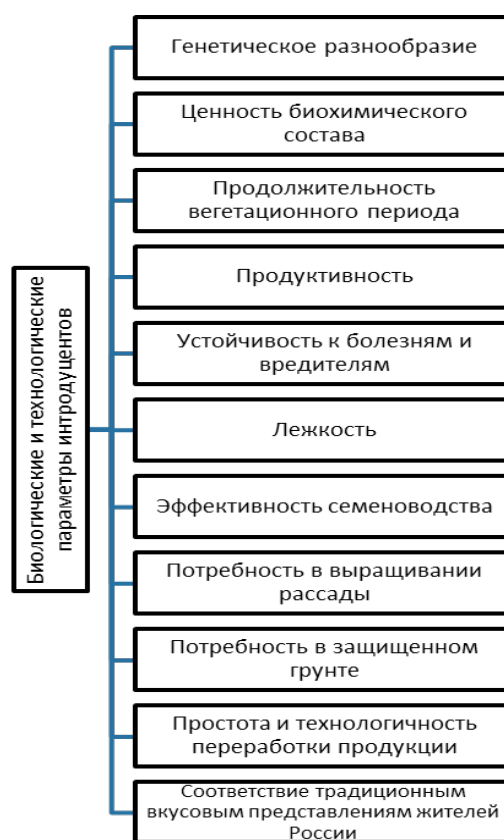 Биологические и технологические
параметры интродуцентов
Генетическое разнообразие
Ценность биохимического
состава
Продолжительность
вегетационного периода
Продуктивность
Устойчивость к болезням и
вредителям
Лежкость
Эффективность семеноводства
Потребность в выращивании
рассады
Потребность в защищенном
грунте
Простота и технологичность
переработки продукции
Соответствие традиционным
вкусовым представлениям жителей
России